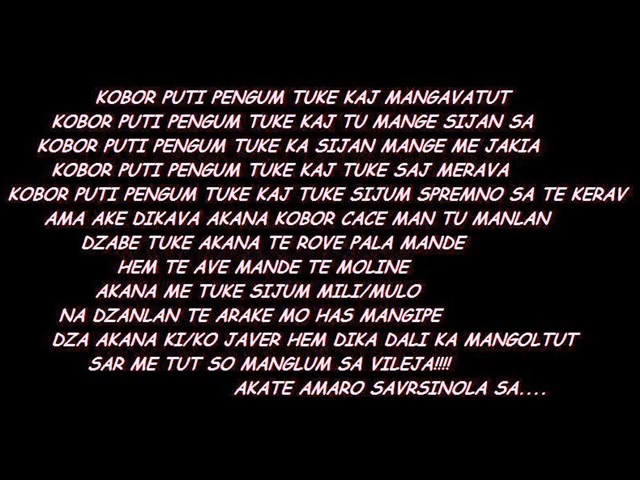 KOBOR PUTI PENGUM TUKE KAJ MANGAVATUT
KOBOR PUTI PENGUM TUKE KAJ TU MANGE SIJAN SA
KOBOR PUTI PENGUM TUKE KA SIJAN MANGE ME JAKIA
KOBOR PUTI PENGUM TUKE KAJ TUKE SAJ MERAVA
KOBOR PUTI PENGUM TUKE KAJ TUKE SIJUM SPREMNO SA TE KERAV
AMA AKE DIKAVA AKANA KOBOR CACE MAN TU MANLAN
DZABE TUKE AKANA TE ROVE PALA MANDE
HEM TE AVE MANDE TE MOLINE
AKANA ME TUKE SIJUM MILI/MULO
NA DZANLAN TE ARAKE MO HAS MANGIPE
DZA AKANA KI/KO JAVER HEM DIKA DALI KA MANGOLTUT
SAR ME TUT SO MANGLUM SA VILEJA!!!!
AKATE AMARO SAVRSINOLA SA....